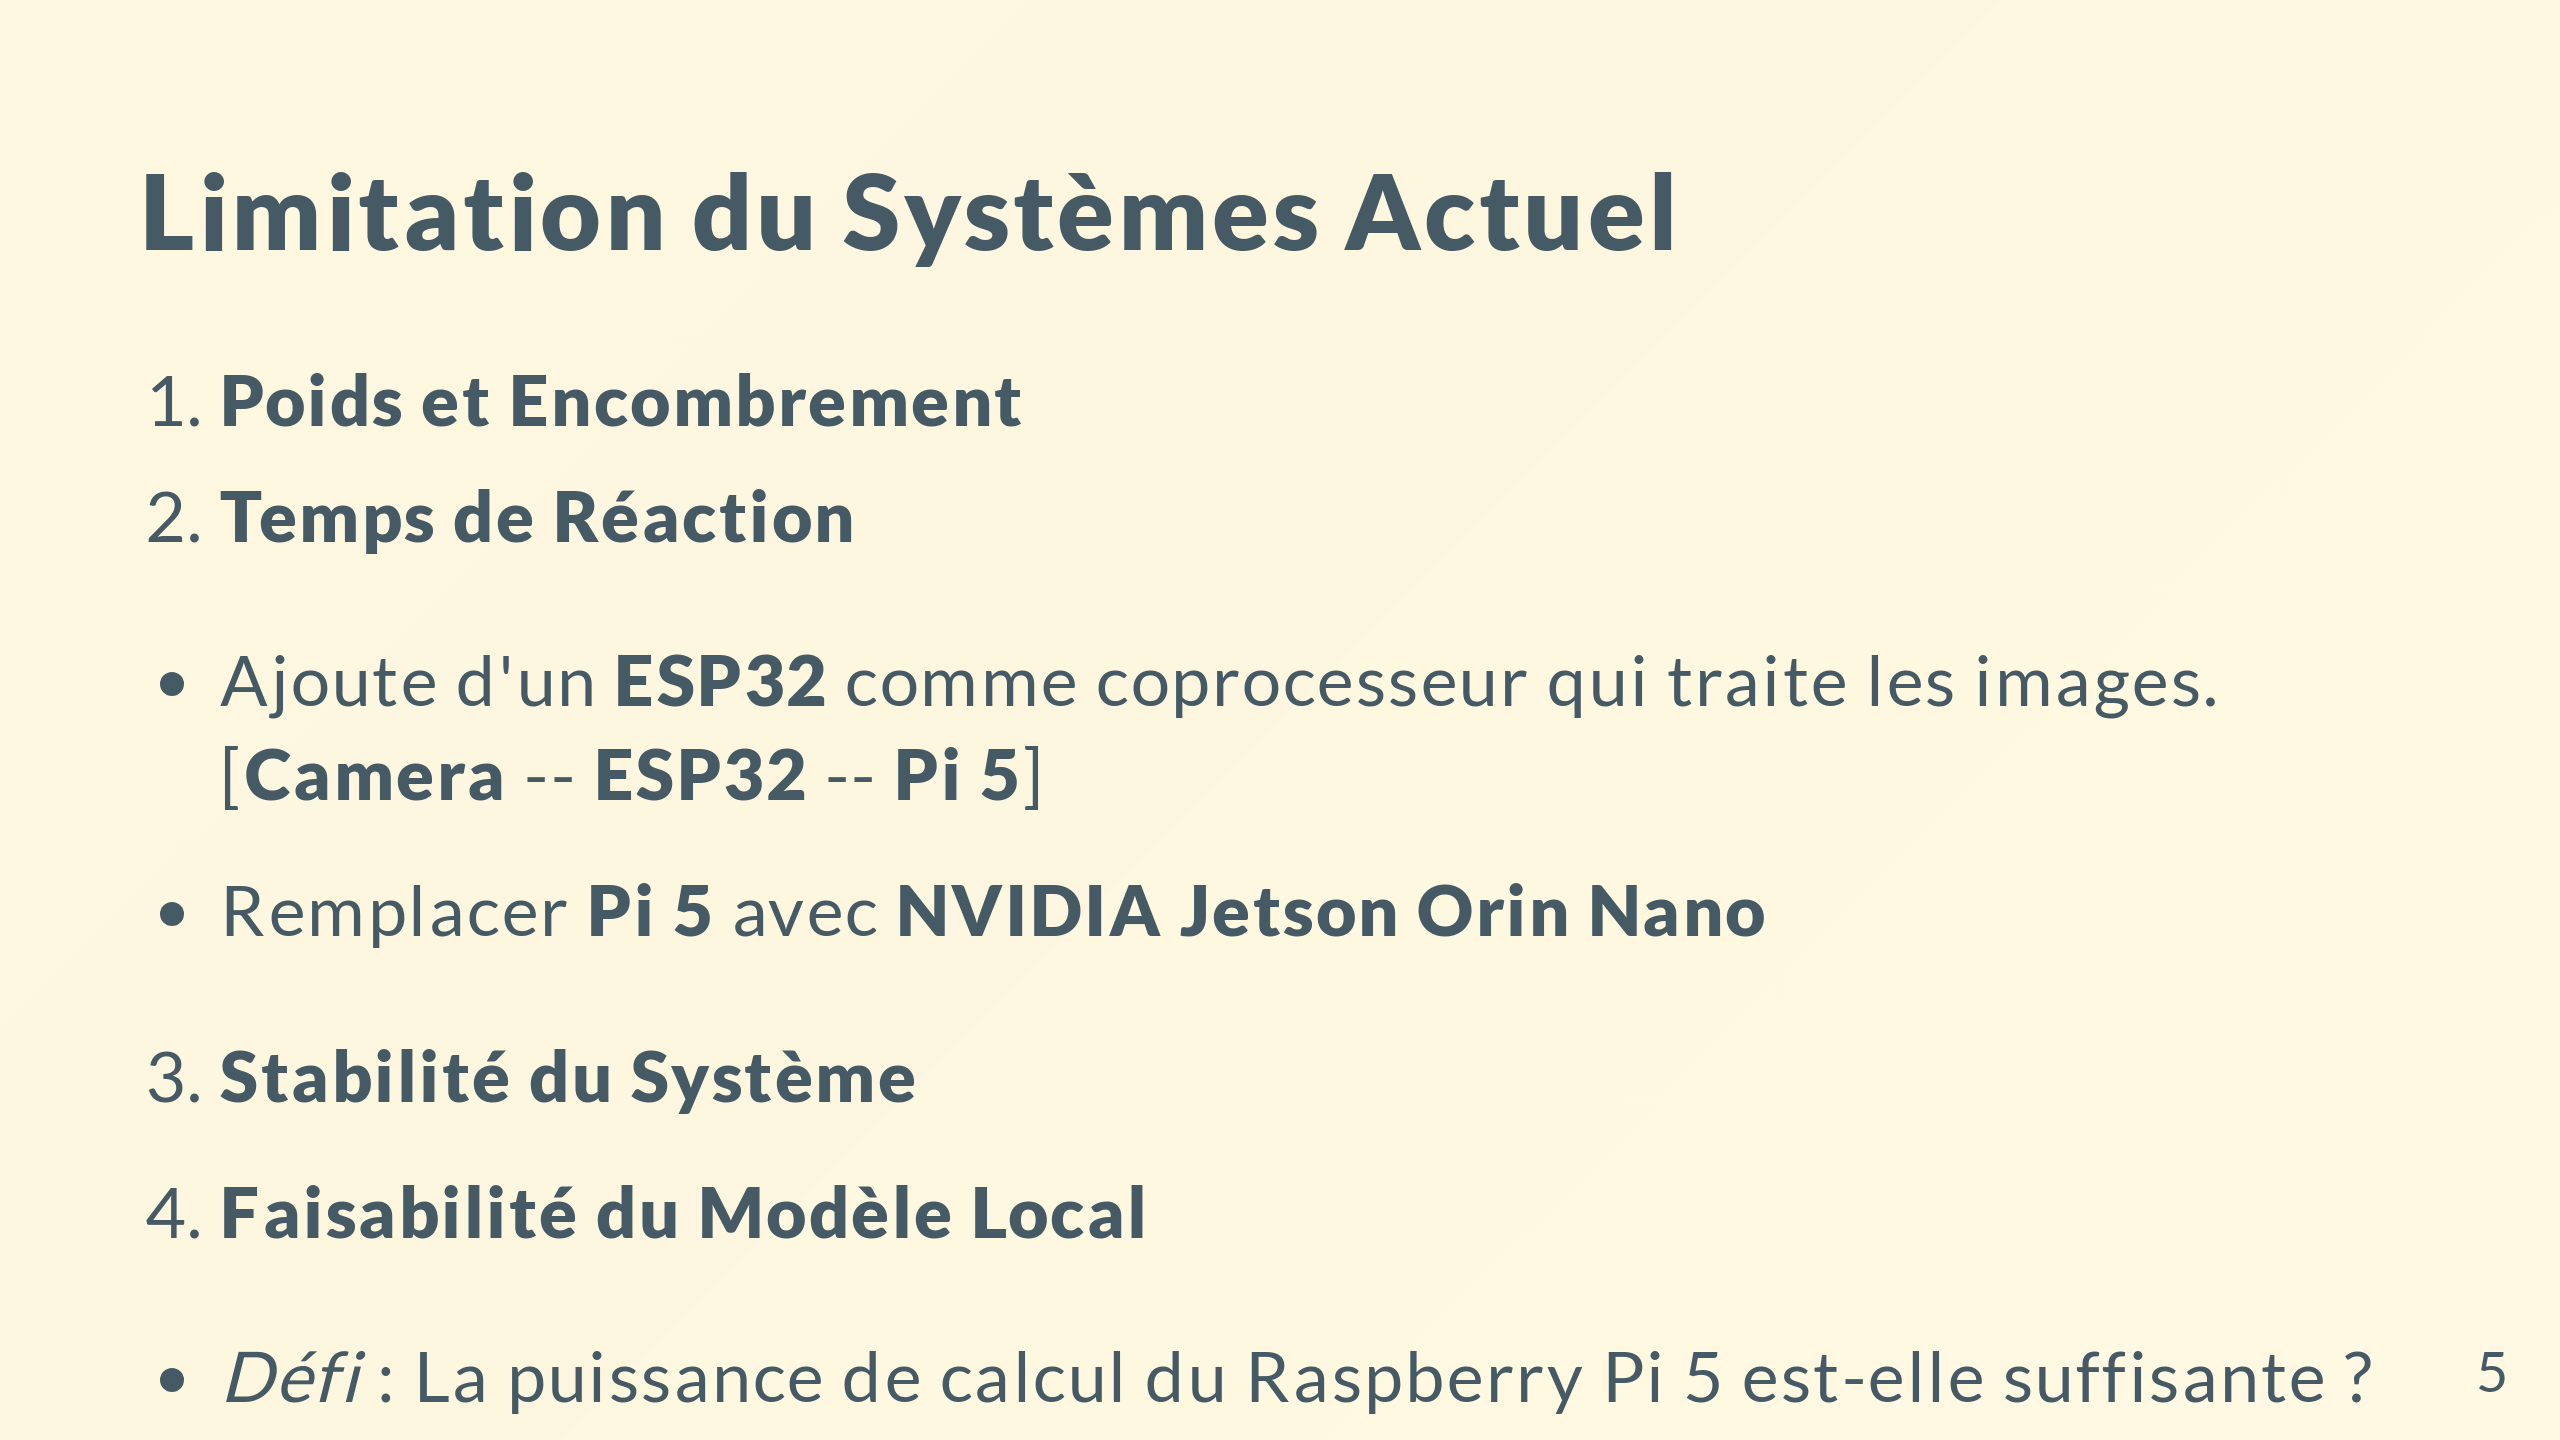 Limitation du Systèmes Actuel
1. Poids et Encombrement
2. Temps de Réaction
• Ajoute d'un ESP32 comme coprocesseur qui traite les images.
[Camera -- ESP32 -- Pi 5]
• Remplacer Pi 5 avec NVIDIA Jetson Orin Nano
3. Stabilité du Système
4. Faisabilité du Modèle Local
• Défi : La puissance de calcul du Raspberry Pi 5 est-elle suffisante ?
5